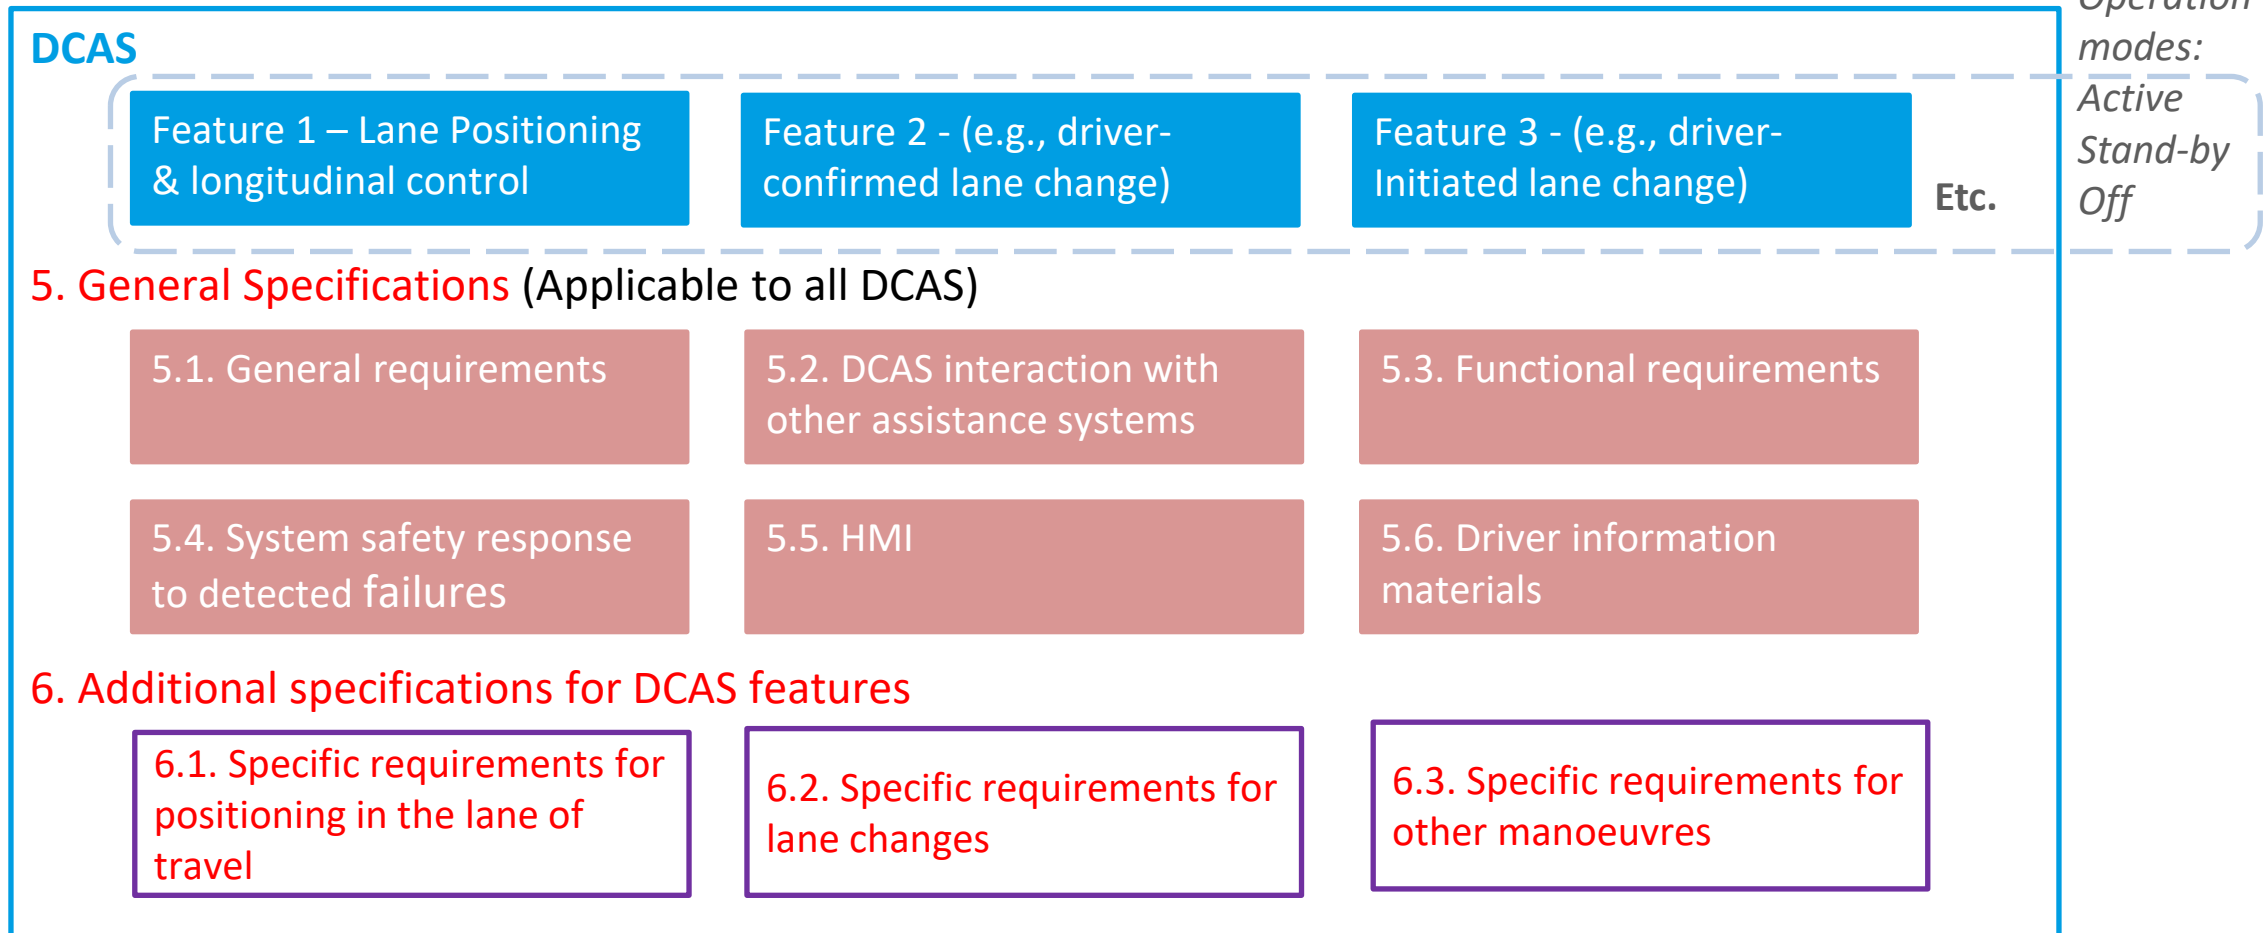 DCAS
Operation
modes:
Active
Stand-by
Off
Feature 1 – Lane Positioning
& longitudinal control
Feature 2 - (e.g., driver-
confirmed lane change)
Feature 3 - (e.g., driver-
Initiated lane change)
Etc.
5. General Specifications (Applicable to all DCAS)
5.1. General requirements
5.2. DCAS interaction with
other assistance systems
5.3. Functional requirements
5.4. System safety response
to detected failures
5.5. HMI
5.6. Driver information
materials
6. Additional specifications for DCAS features
6.1. Specific requirements for
positioning in the lane of
travel
6.2. Specific requirements for
lane changes
6.3. Specific requirements for
other manoeuvres